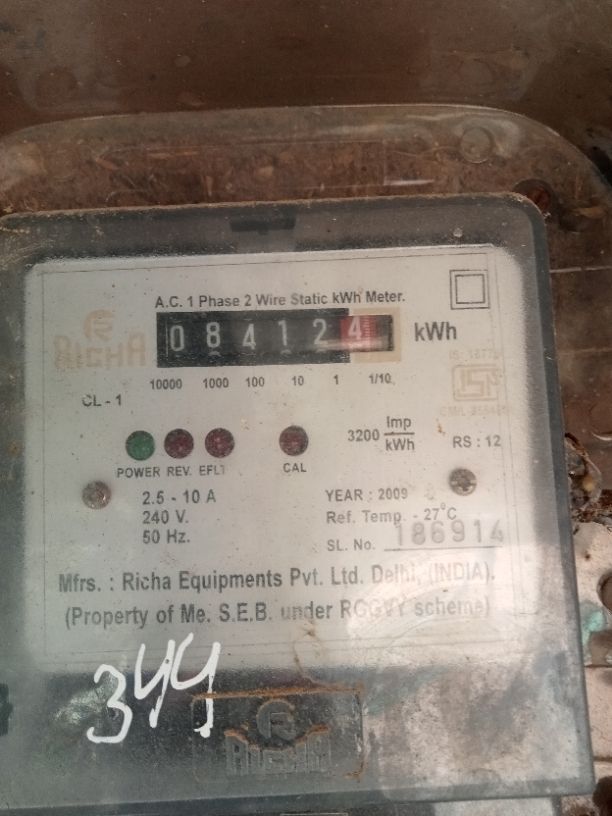 A.C. 1 Phase 2 Wire Static kWh Meter.
RICHA
084124 kWh
10000 1000 100 10 1 1/10
CL - 1
3200 Imp/kWh
RS : 12
POWER REV. EFLT CAL
2.5 - 10 A
240 V.
50 Hz.
YEAR : 2009
Ref. Temp. - 27°C
SL. No. 186914
Mfrs. : Richa Equipments Pvt. Ltd. Delhi, (INDIA).
(Property of Me. S.E.B. under RGGVY scheme)
344
RICHA